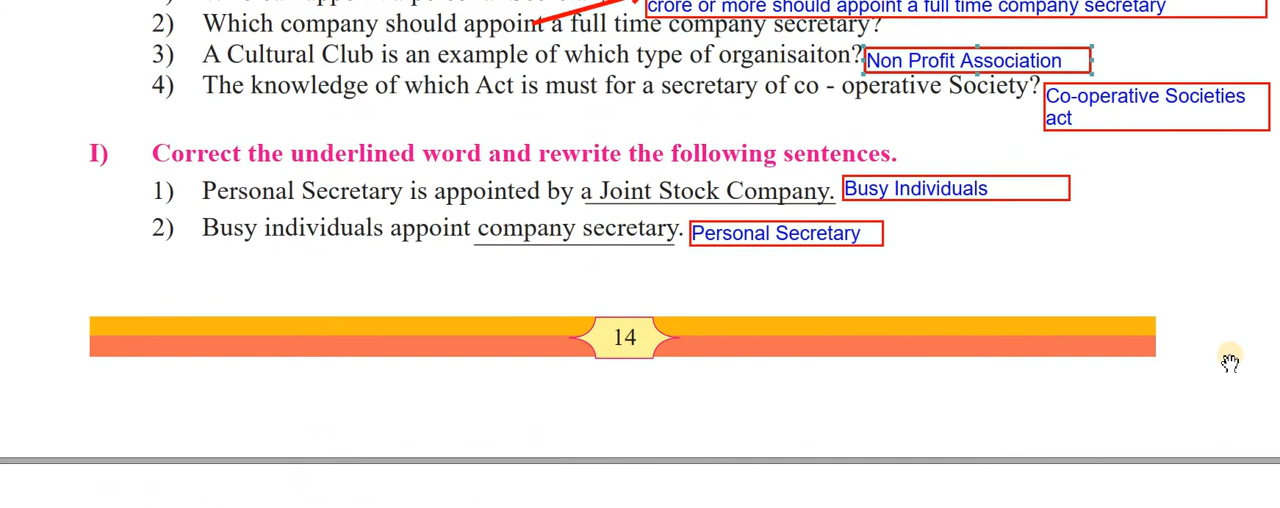 crore or more should appoint a full time company secretary
2) Which company should appoint a full time company secretary?
3) A Cultural Club is an example of which type of organisaiton? Non Profit Association
4) The knowledge of which Act is must for a secretary of co - operative Society? Co-operative Societies
act
I) Correct the underlined word and rewrite the following sentences.
1) Personal Secretary is appointed by a Joint Stock Company. Busy Individuals
2) Busy individuals appoint company secretary. Personal Secretary
14